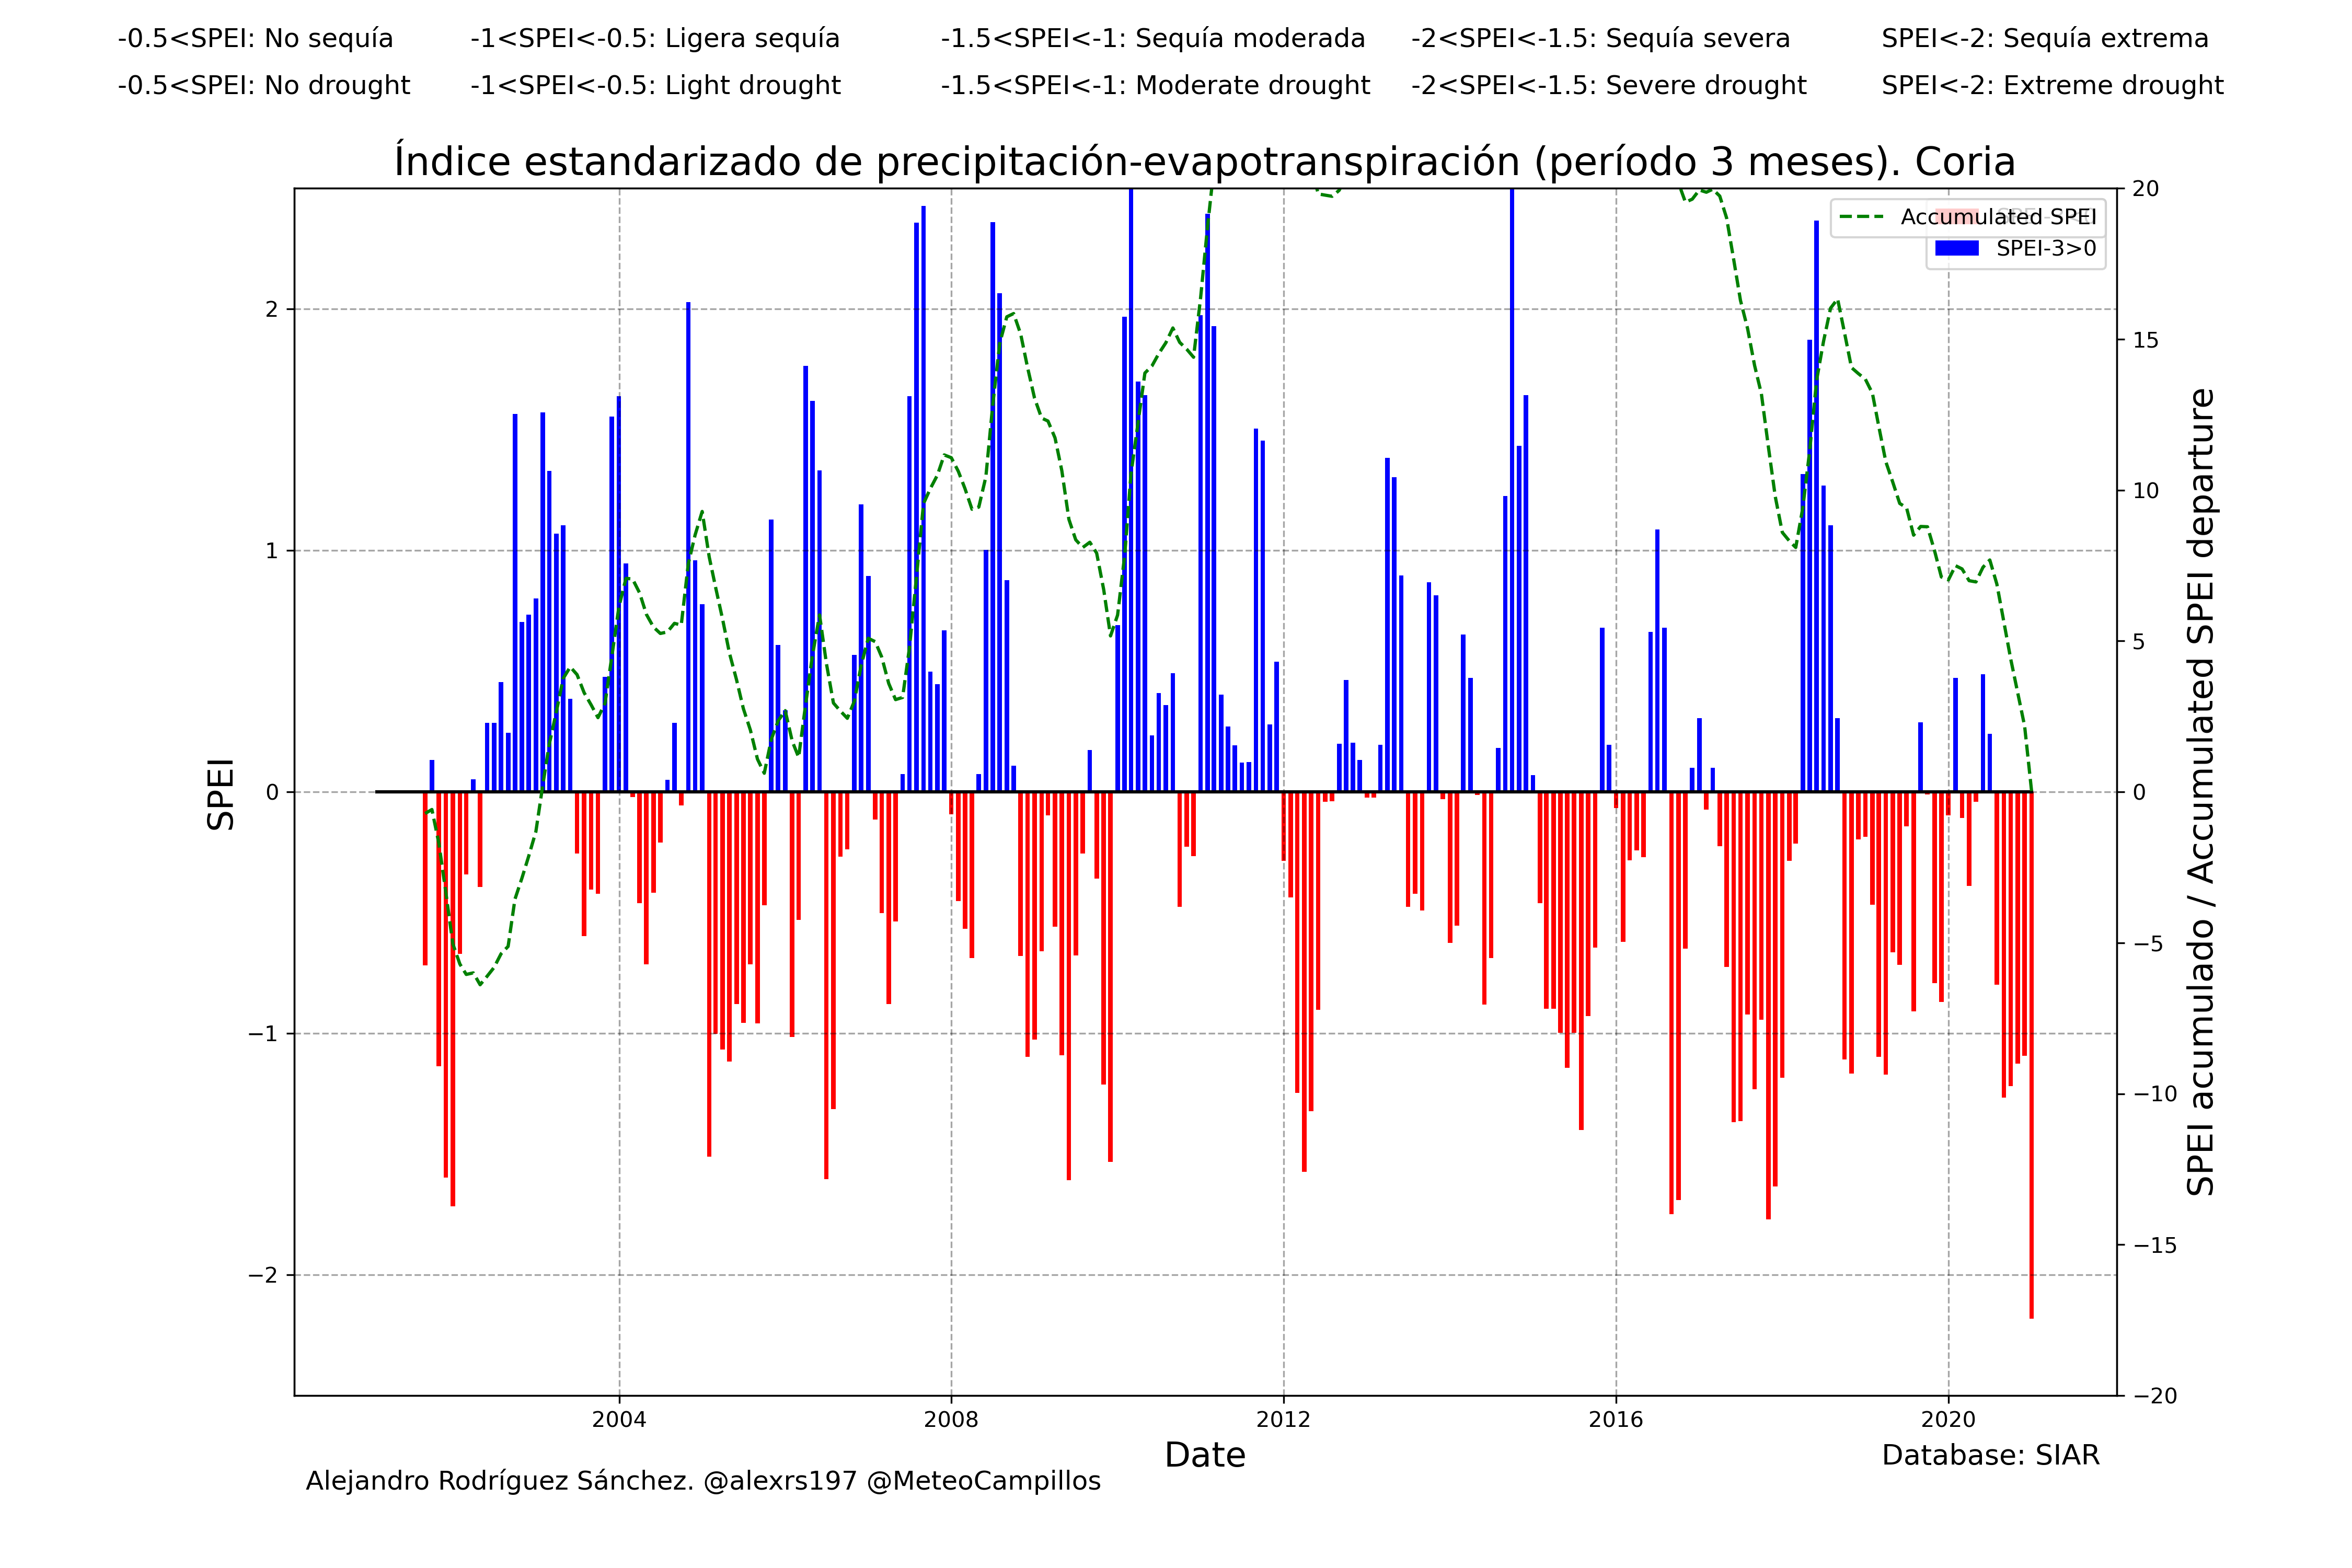 -0.5<SPEI: No sequía -1<SPEI<-0.5: Ligera sequía -1.5<SPEI<-1: Sequía moderada -2<SPEI<-1.5: Sequía severa SPEI<-2: Sequía extrema
-0.5<SPEI: No drought -1<SPEI<-0.5: Light drought -1.5<SPEI<-1: Moderate drought -2<SPEI<-1.5: Severe drought SPEI<-2: Extreme drought
Índice estandarizado de precipitación-evapotranspiración (período 3 meses). Coria
Accumulated SPEI
SPEI-3>0
SPEI
2
1
0
−1
−2
20
15
10
5
0
−5
−10
−15
−20
SPEI acumulado / Accumulated SPEI departure
2004 2008 2012 2016 2020
Date
Database: SIAR
Alejandro Rodríguez Sánchez. @alexrs197 @MeteoCampillos